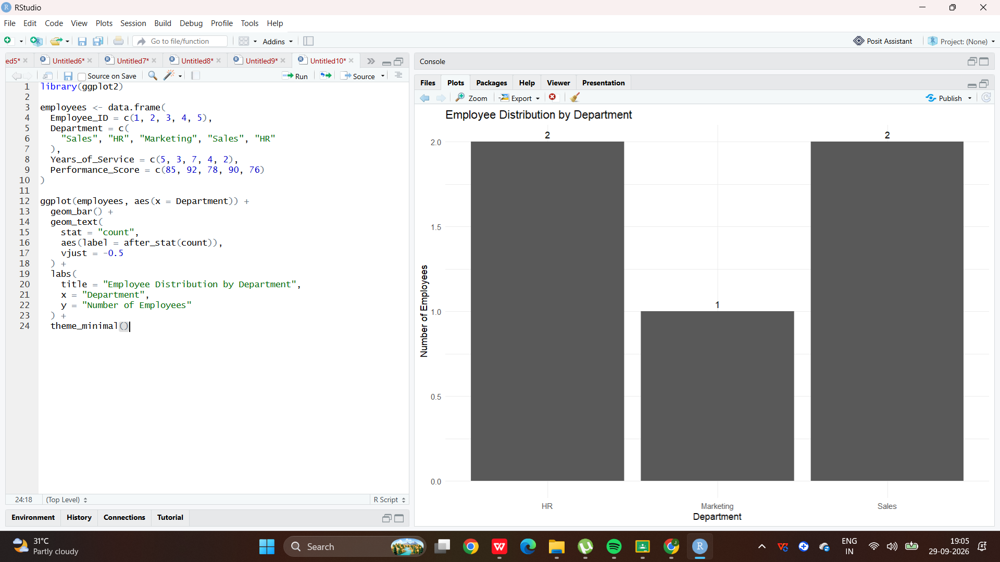 RStudio
File Edit Code View Plots Session Build Debug Profile Tools Help
Go to file/function Addins Posit Assistant Project: (None)
ed5* Untitled6* Untitled7* Untitled8* Untitled9* Untitled10*
Source on Save Run Source
1 library(ggplot2)
2
3 employees <- data.frame(
4 Employee_ID = c(1, 2, 3, 4, 5),
5 Department = c(
6 "Sales", "HR", "Marketing", "Sales", "HR"
7 ),
8 Years_of_Service = c(5, 3, 7, 4, 2),
9 Performance_Score = c(85, 92, 78, 90, 76)
10 )
11
12 ggplot(employees, aes(x = Department)) +
13 geom_bar() +
14 geom_text(
15 stat = "count",
16 aes(label = after_stat(count)),
17 vjust = -0.5
18 ) +
19 labs(
20 title = "Employee Distribution by Department",
21 x = "Department",
22 y = "Number of Employees"
23 ) +
24 theme_minimal()
24:18 (Top Level) R Script
Environment History Connections Tutorial
Console
Files Plots Packages Help Viewer Presentation
Zoom Export Publish
Employee Distribution by Department
2 2
2.0
1.5
1
1.0
0.5
0.0
Number of Employees
HR Marketing Sales
Department
31°C
Partly cloudy
Search
ENG
IN
19:05
29-09-2026